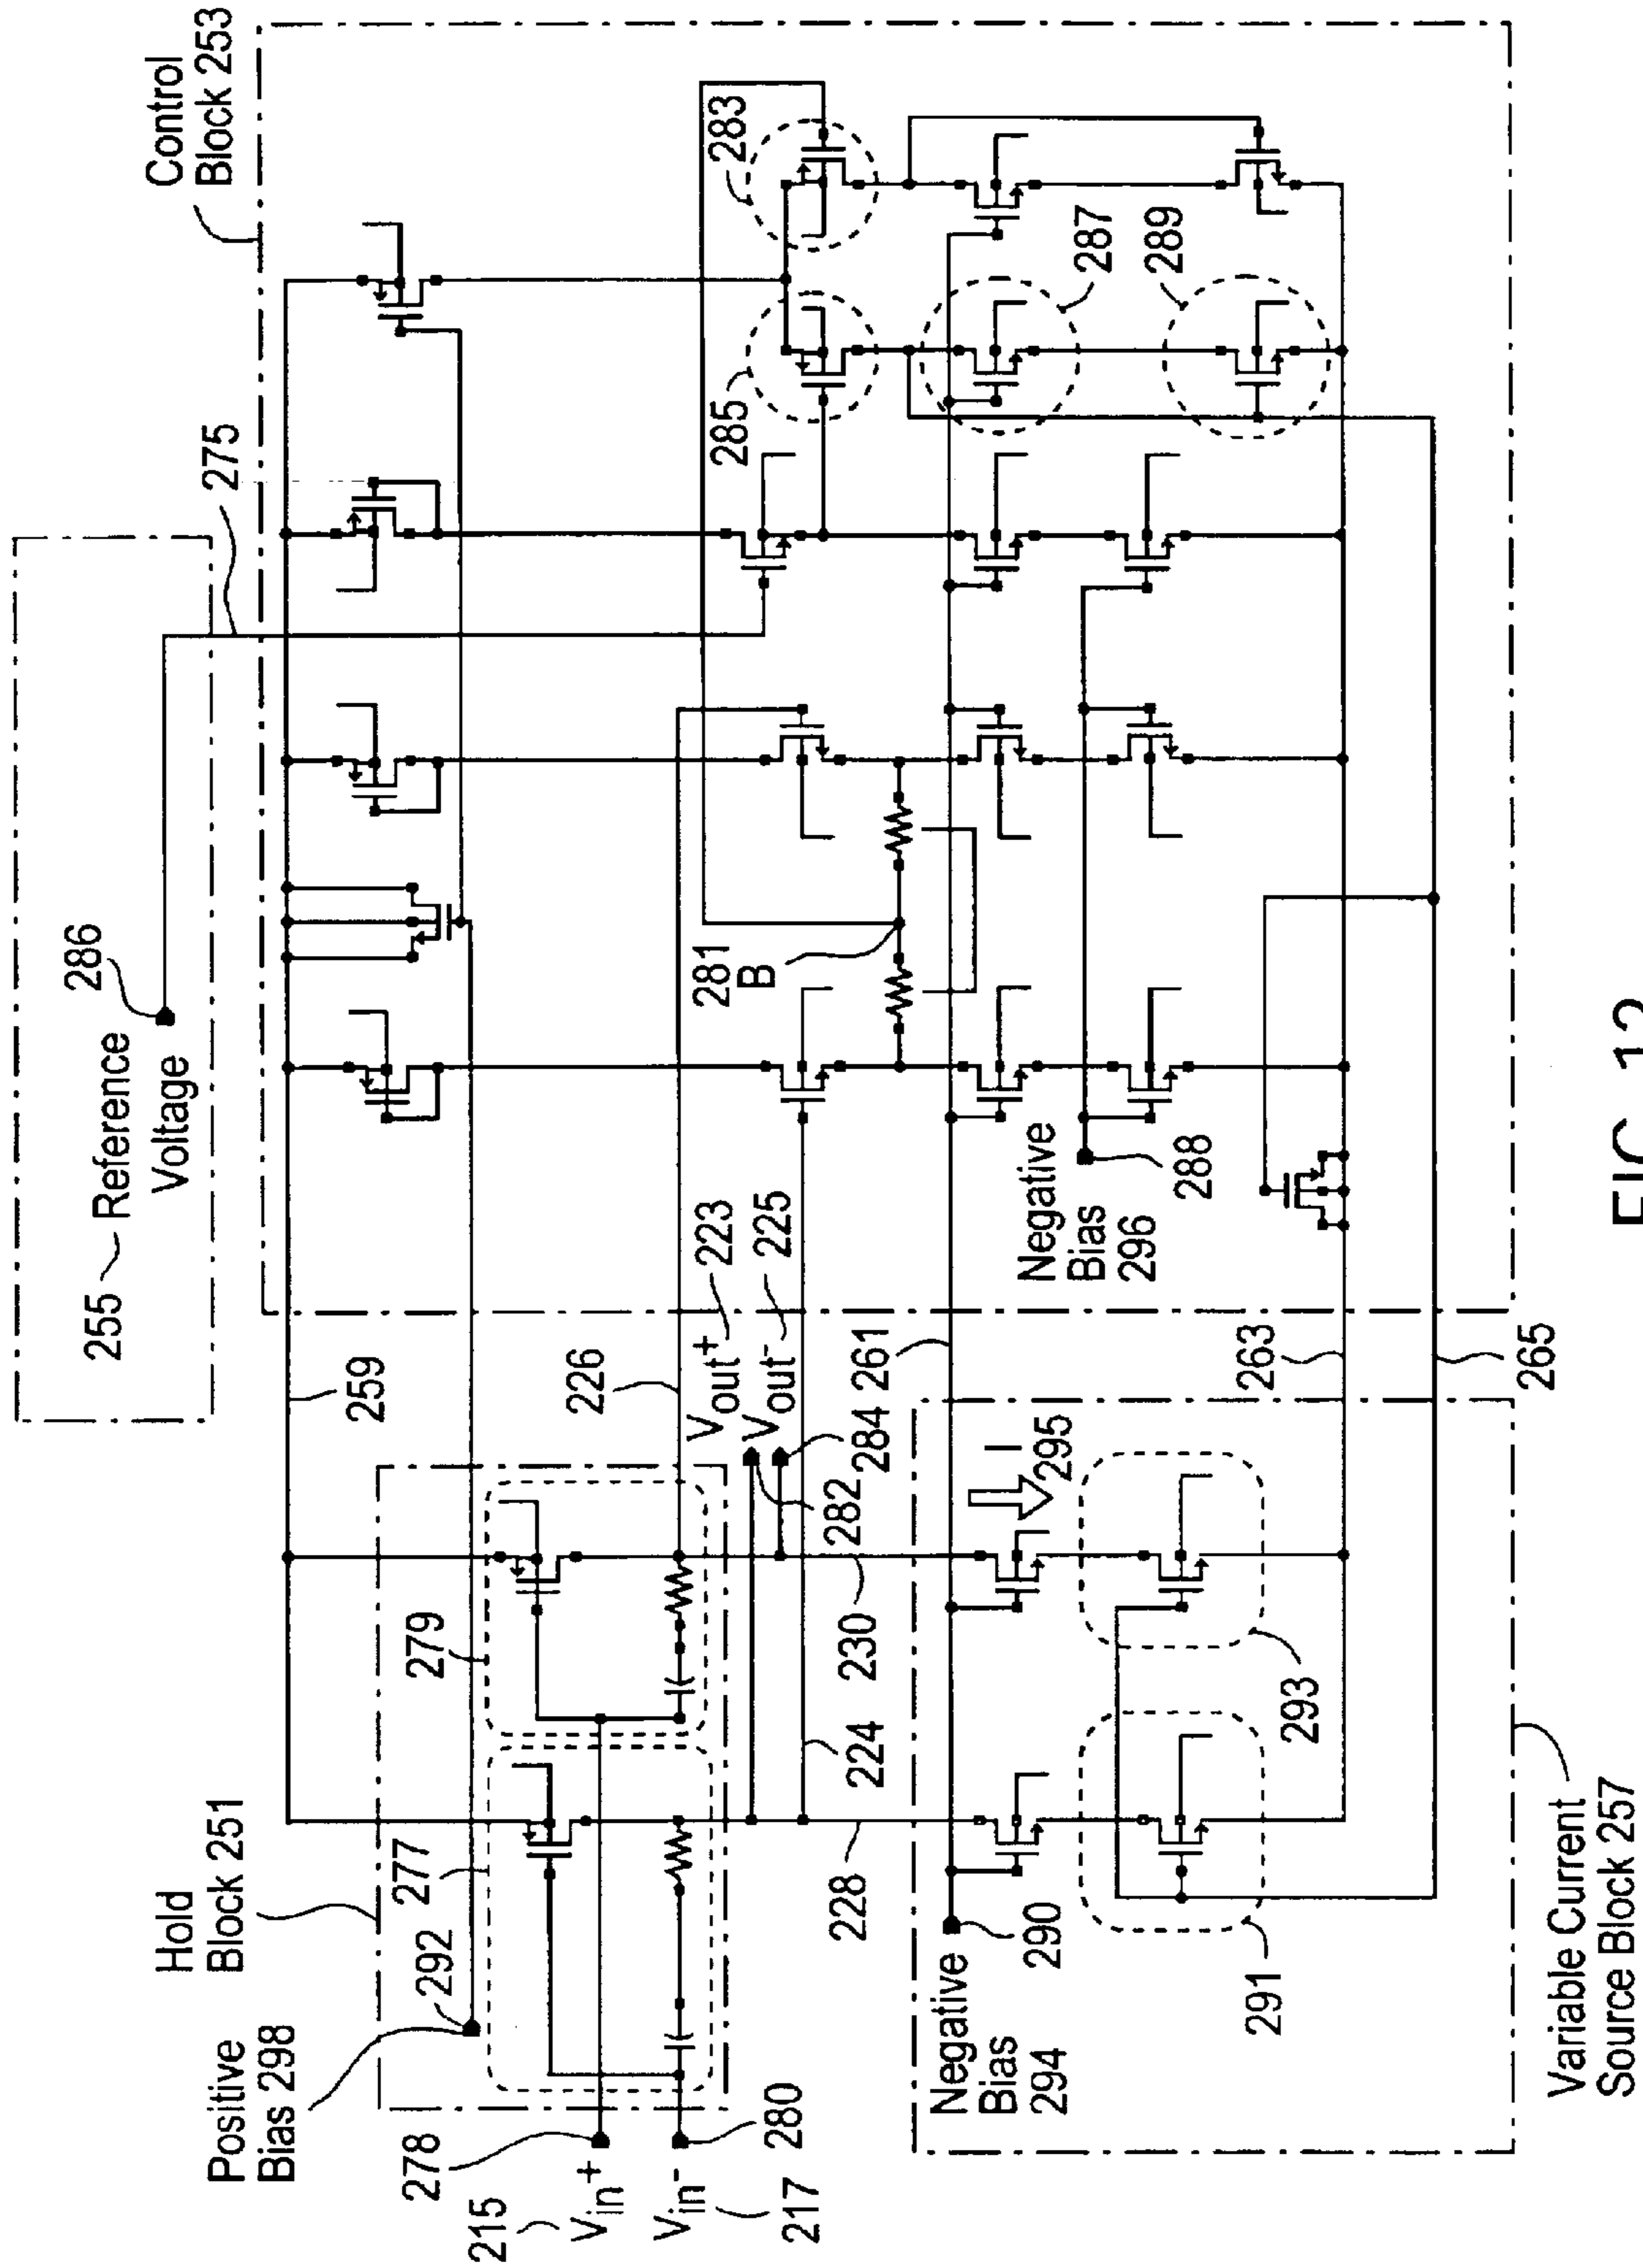 Control
Block 253
275
286
255
Reference
Voltage
283
285
287
289
281
B
259
226
Vout+
223
Vout-
225
282
284
261
Negative
Bias
296
288
263
265
Hold
Block 251
277
279
Positive
Bias 298
292
278
280
215
Vin+
Vin-
217
224
228
230
I
295
Negative
Bias
294
290
291
293
Variable Current
Source Block 257